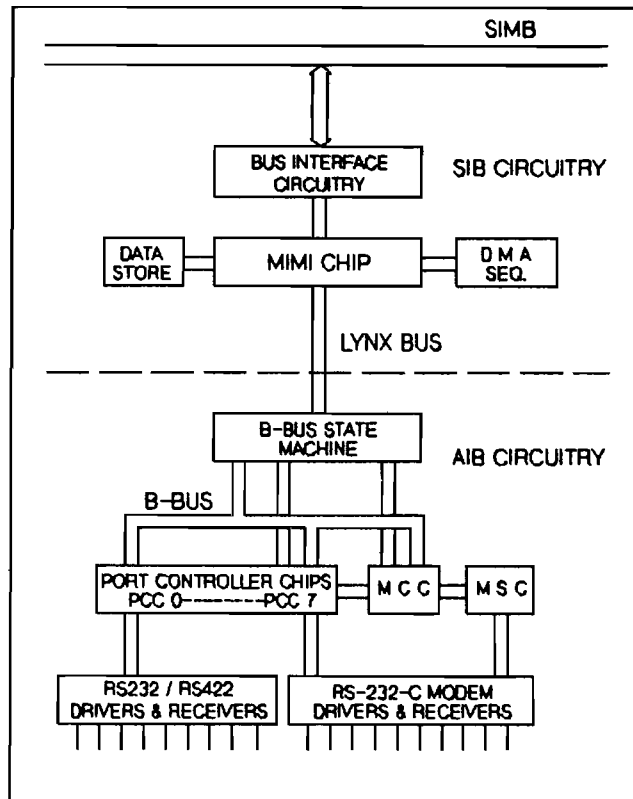 SIMB
BUS INTERFACE
CIRCUITRY
SIB CIRCUITRY
DATA
STORE
MIMI CHIP
D M A
SEQ.
LYNX BUS
B-BUS STATE
MACHINE
AIB CIRCUITRY
B-BUS
PORT CONTROLLER CHIPS
PCC 0---------PCC 7
M C C
M S C
RS232 / RS422
DRIVERS & RECEIVERS
RS-232-C MODEM
DRIVERS & RECEIVERS